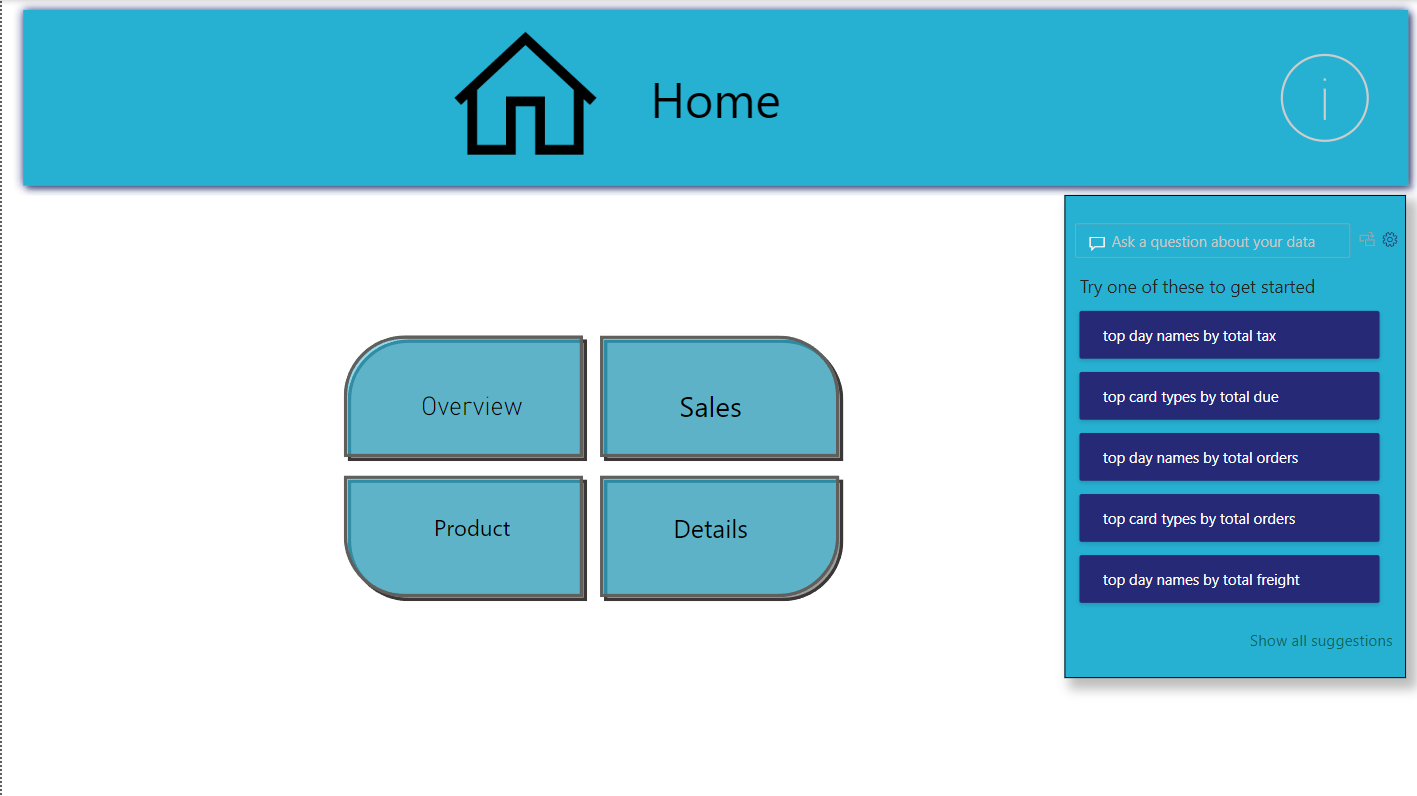 Home
i
Overview
Sales
Product
Details
Ask a question about your data
Try one of these to get started
top day names by total tax
top card types by total due
top day names by total orders
top card types by total orders
top day names by total freight
Show all suggestions